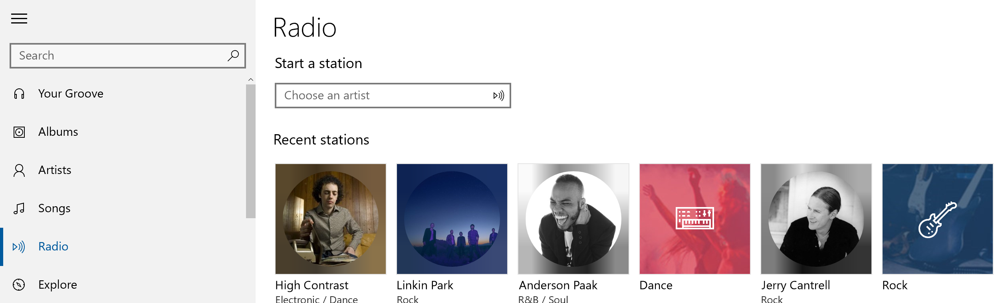 Search
Your Groove
Albums
Artists
Songs
Radio
Explore
Radio
Start a station
Choose an artist
Recent stations
High Contrast
Electronic / Dance
Linkin Park
Rock
Anderson Paak
R&B / Soul
Dance
Jerry Cantrell
Rock
Rock